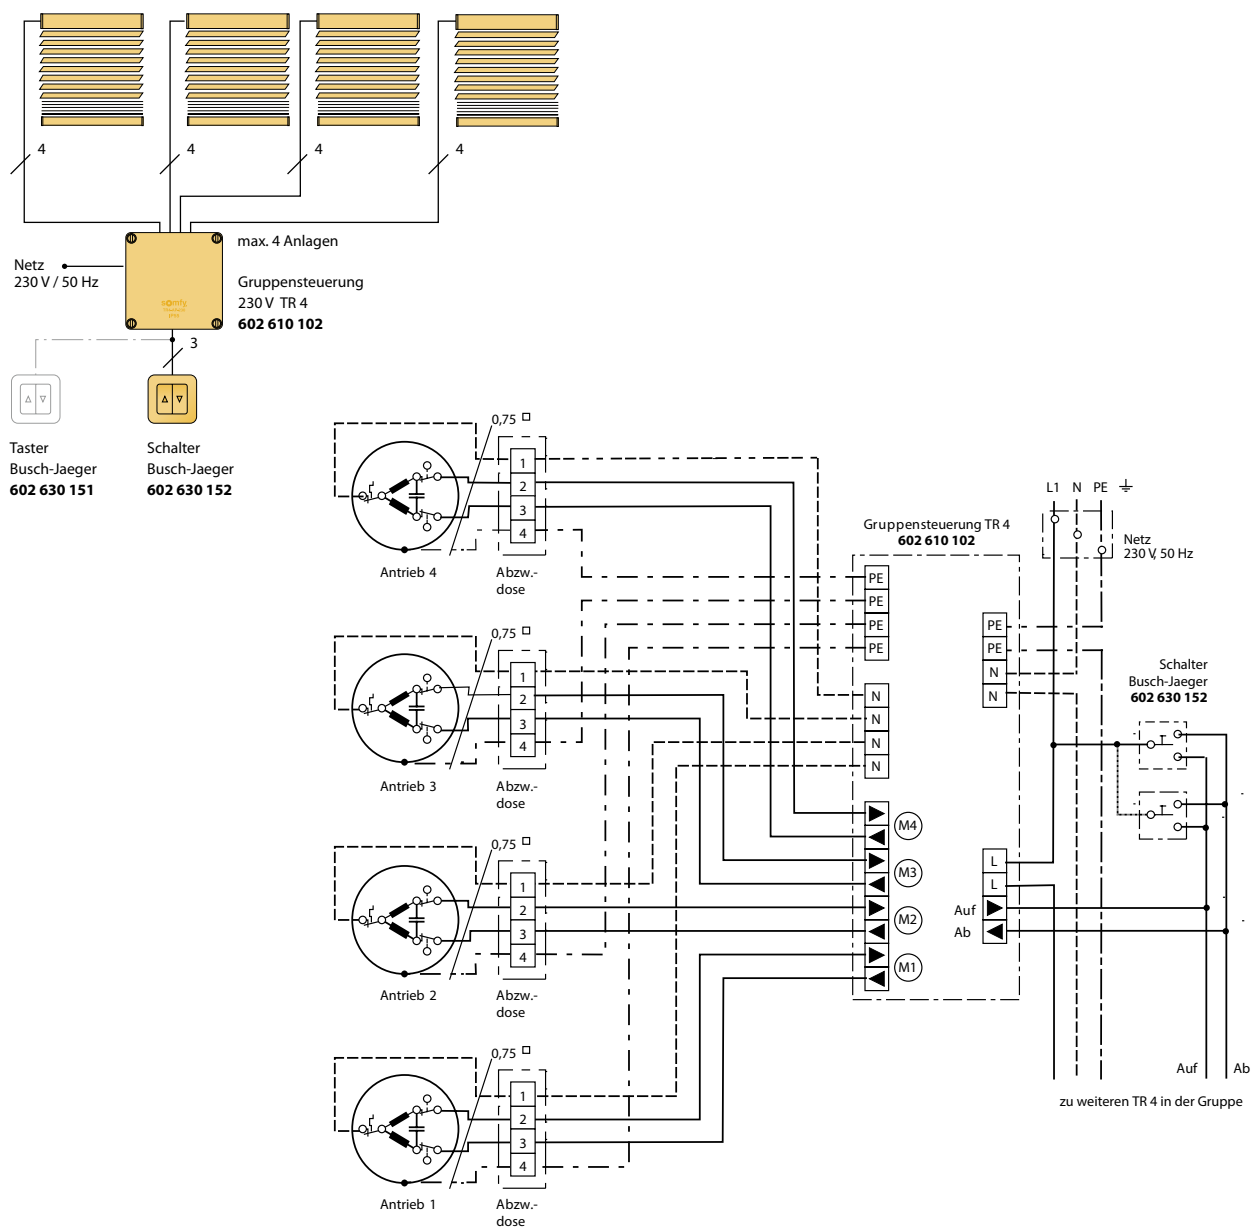 4
4
4
4
max. 4 Anlagen
Netz
230 V / 50 Hz
Gruppensteuerung
230 V TR 4
602 610 102
somfy
3
Taster
Busch-Jaeger
602 630 151
Schalter
Busch-Jaeger
602 630 152
0,75
1
2
3
4
Antrieb 4
Abzw.-
dose
0,75
1
2
3
4
Antrieb 3
Abzw.-
dose
0,75
1
2
3
4
Antrieb 2
Abzw.-
dose
0,75
1
2
3
4
Antrieb 1
Abzw.-
dose
Gruppensteuerung TR 4
602 610 102
PE
PE
PE
PE
N
N
N
N
M4
M3
M2
M1
PE
PE
N
N
L
L
Auf
Ab
L1 N PE
Netz
230 V, 50 Hz
Schalter
Busch-Jaeger
602 630 152
Auf Ab
zu weiteren TR 4 in der Gruppe